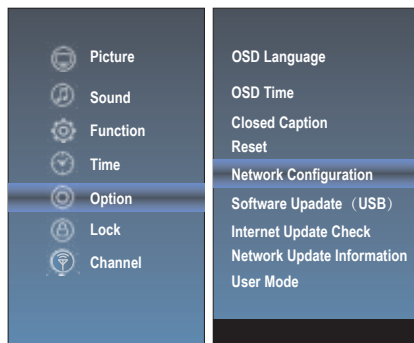 Picture
Sound
Function
Time
Option
Lock
Channel
OSD Language
OSD Time
Closed Caption
Reset
Network Configuration
Software Upadate（USB）
Internet Update Check
Network Update Information
User Mode